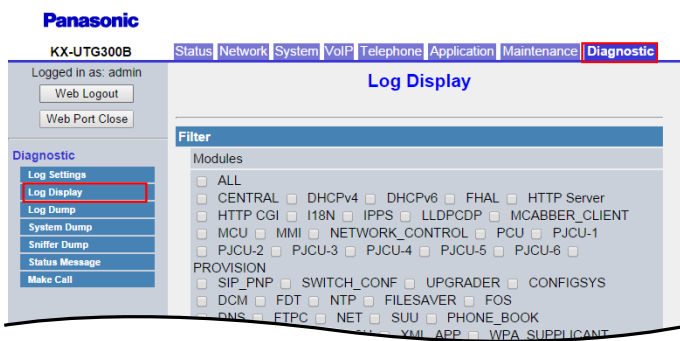 Panasonic
KX-UTG300B
Status Network System VoIP Telephone Application Maintenance Diagnostic
Logged in as: admin
Web Logout
Web Port Close
Log Display
Diagnostic
Log Settings
Log Display
Log Dump
System Dump
Sniffer Dump
Status Message
Make Call
Filter
Modules
ALL
CENTRAL DHCPv4 DHCPv6 FHAL HTTP Server
HTTP CGI I18N IPPS LLDPCDP MCABBER_CLIENT
MCU MMI NETWORK_CONTROL PCU PJCU-1
PJCU-2 PJCU-3 PJCU-4 PJCU-5 PJCU-6
PROVISION
SIP_PNP SWITCH_CONF UPGRADER CONFIGSYS
DCM FDT NTP FILESAVER FOS
DNS FTPC NET SUU PHONE_BOOK
XML_APP WPA_SUPPLICANT